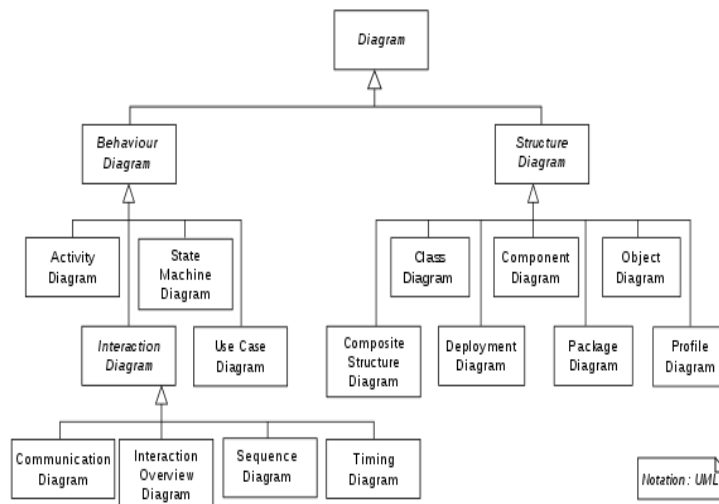 Diagram
Behaviour
Diagram
Structure
Diagram
Activity
Diagram
State
Machine
Diagram
Class
Diagram
Component
Diagram
Object
Diagram
Interaction
Diagram
Use Case
Diagram
Composite
Structure
Diagram
Deployment
Diagram
Package
Diagram
Profile
Diagram
Communication
Diagram
Interaction
Overview
Diagram
Sequence
Diagram
Timing
Diagram
Notation: UML